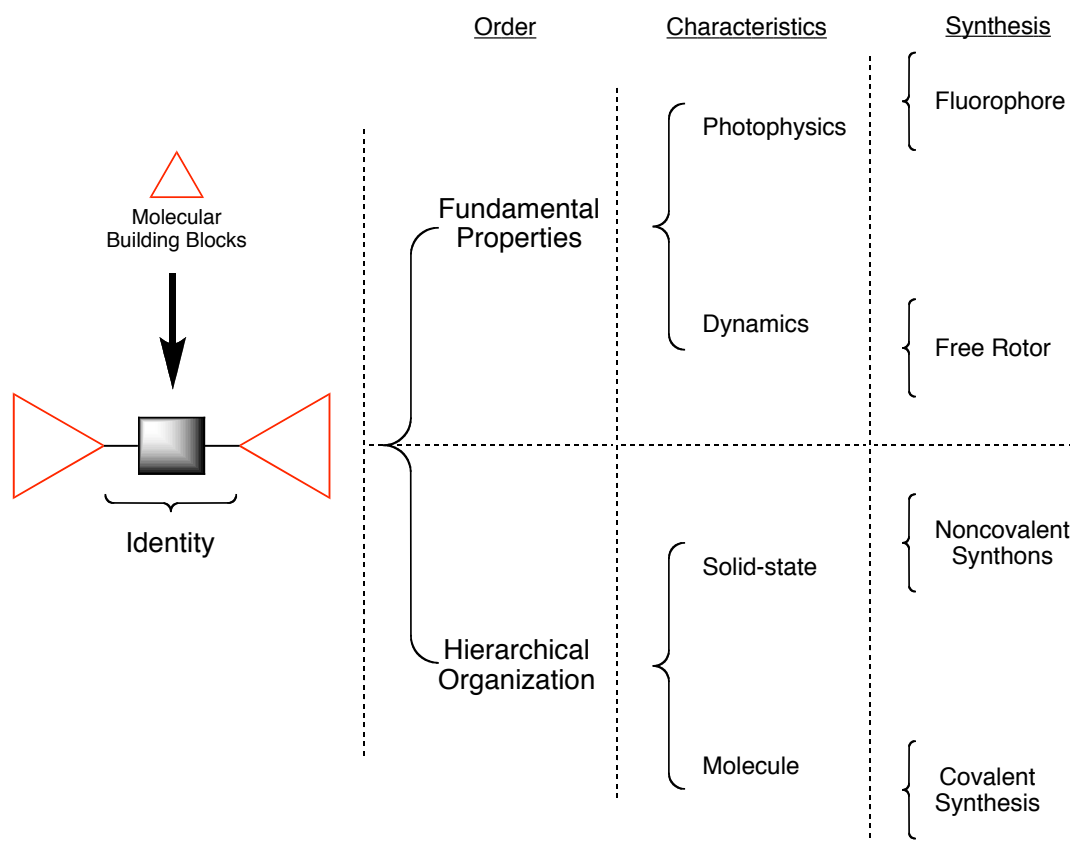 Order
Characteristics
Synthesis
Molecular
Building Blocks
Identity
Fundamental
Properties
Hierarchical
Organization
Photophysics
Dynamics
Solid-state
Molecule
Fluorophore
Free Rotor
Noncovalent
Synthons
Covalent
Synthesis